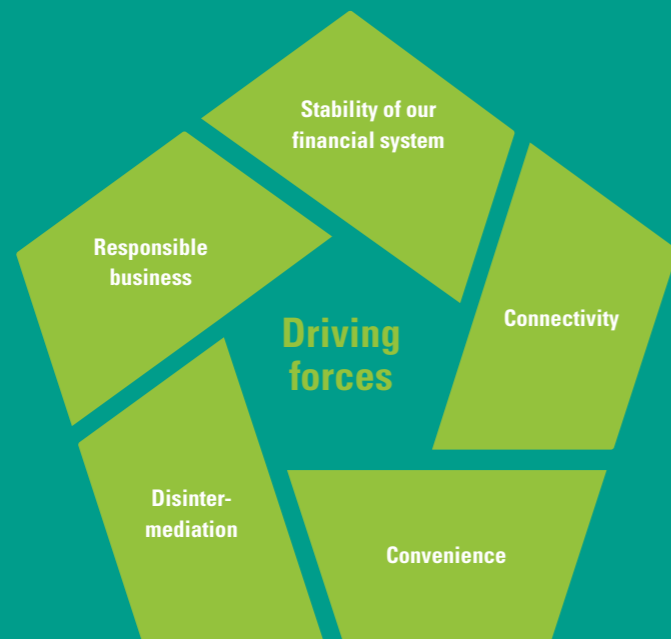 Stability of our
financial system
Responsible
business
Connectivity
Driving
forces
Disinter-
mediation
Convenience